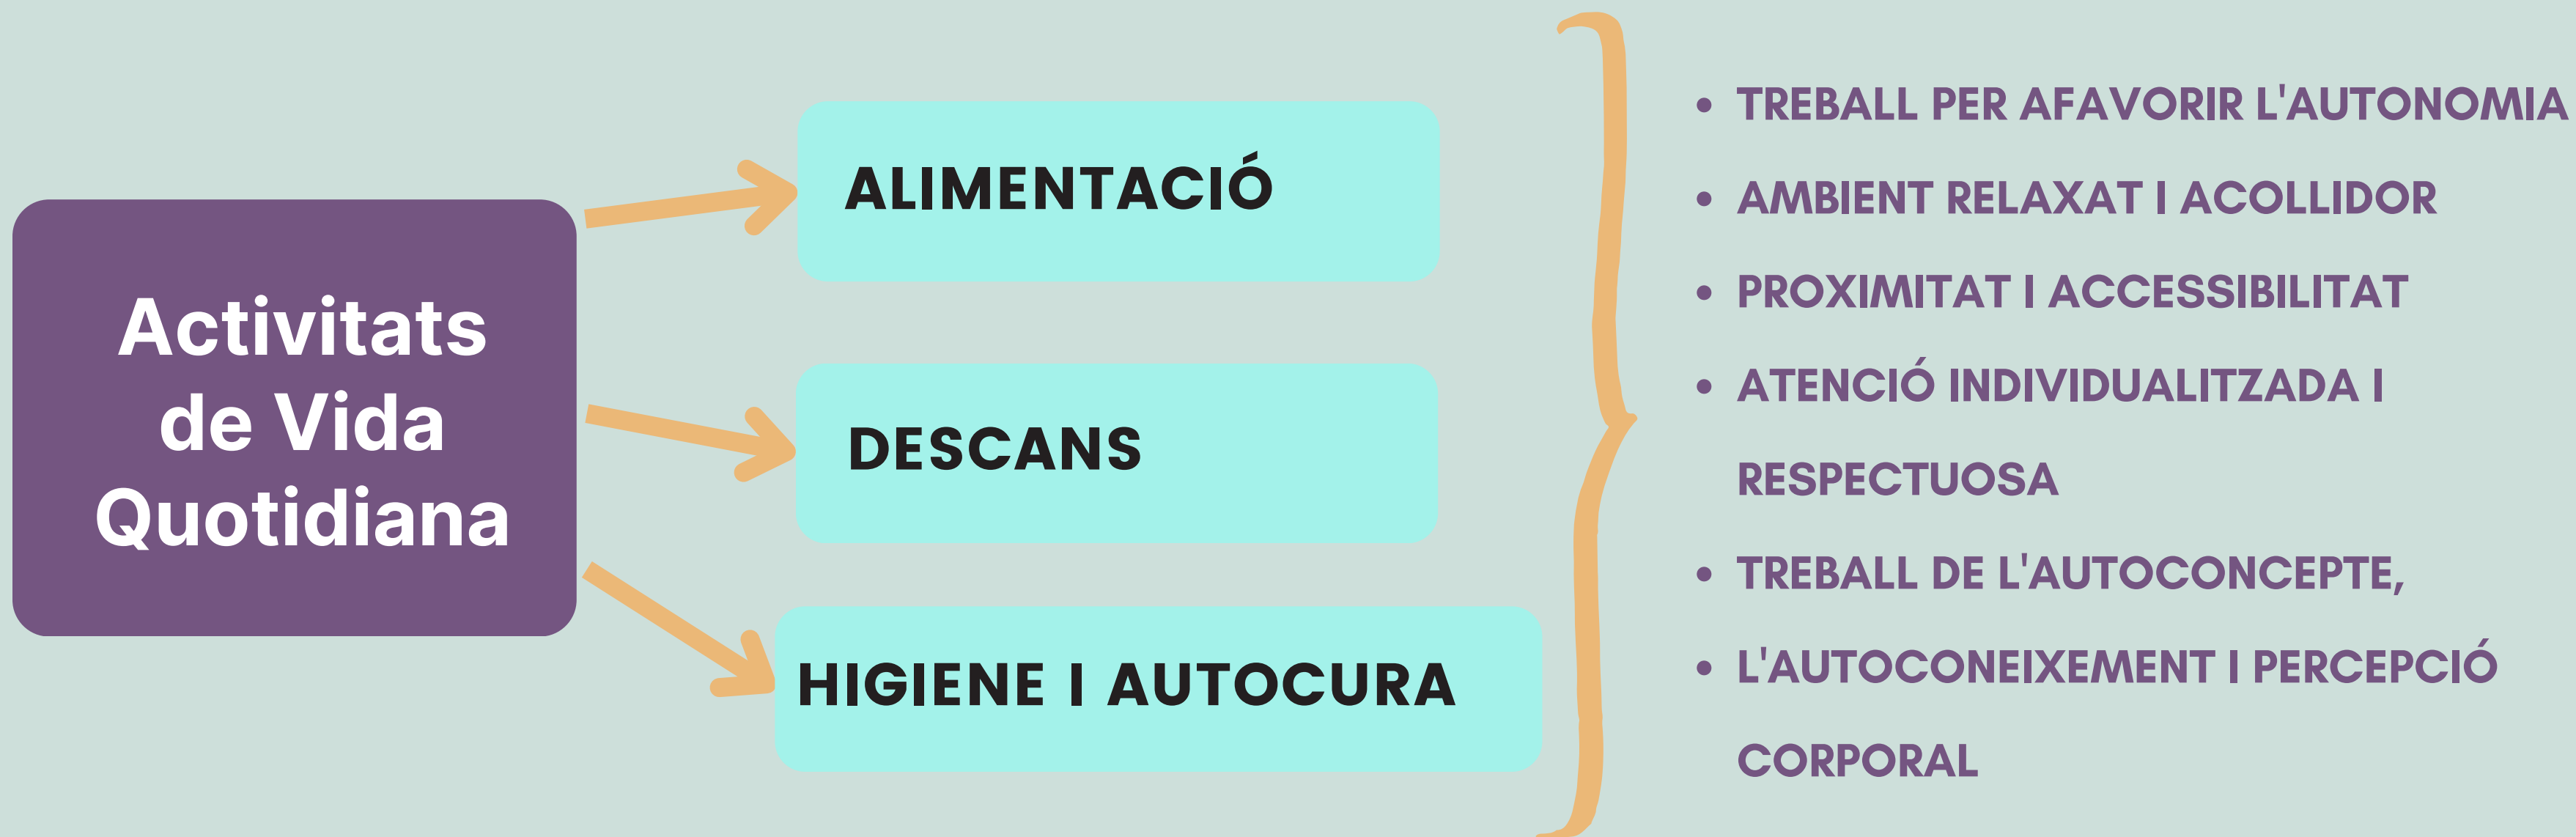 Activitats
de Vida
Quotidiana
ALIMENTACIÓ
DESCANS
HIGIENE I AUTOCURA
• TREBALL PER AFAVORIR L'AUTONOMIA
• AMBIENT RELAXAT I ACOLLIDOR
• PROXIMITAT I ACCESSIBILITAT
• ATENCIÓ INDIVIDUALITZADA I
RESPECTUOSA
• TREBALL DE L'AUTOCONCEPTE,
• L'AUTOCONEIXEMENT I PERCEPCIÓ
CORPORAL